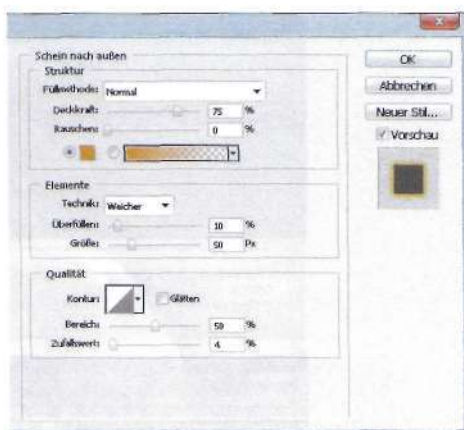 Schein nach außen
Struktur
Füllmethode: Normal
Deckkraft: 75 %
Rauschen: 0 %
Elemente
Technik: Weicher
Überfüllen: 10 %
Größe: 50 Px
Qualität
Kontur: Glätten
Bereich: 50 %
Zufallswert: 4 %
OK
Abbrechen
Neuer Stil...
Vorschau